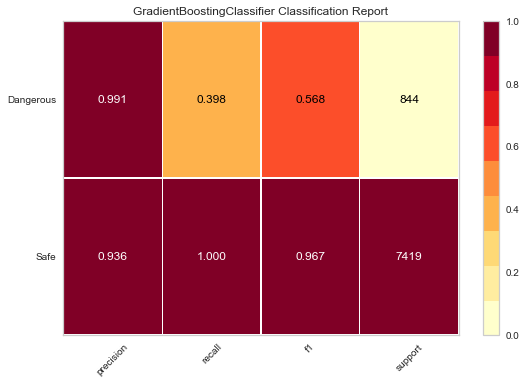 GradientBoostingClassifier Classification Report
Dangerous 0.991 0.398 0.568 844
Safe 0.936 1.000 0.967 7419
precision recall f1 support
1.0
0.8
0.6
0.4
0.2
0.0